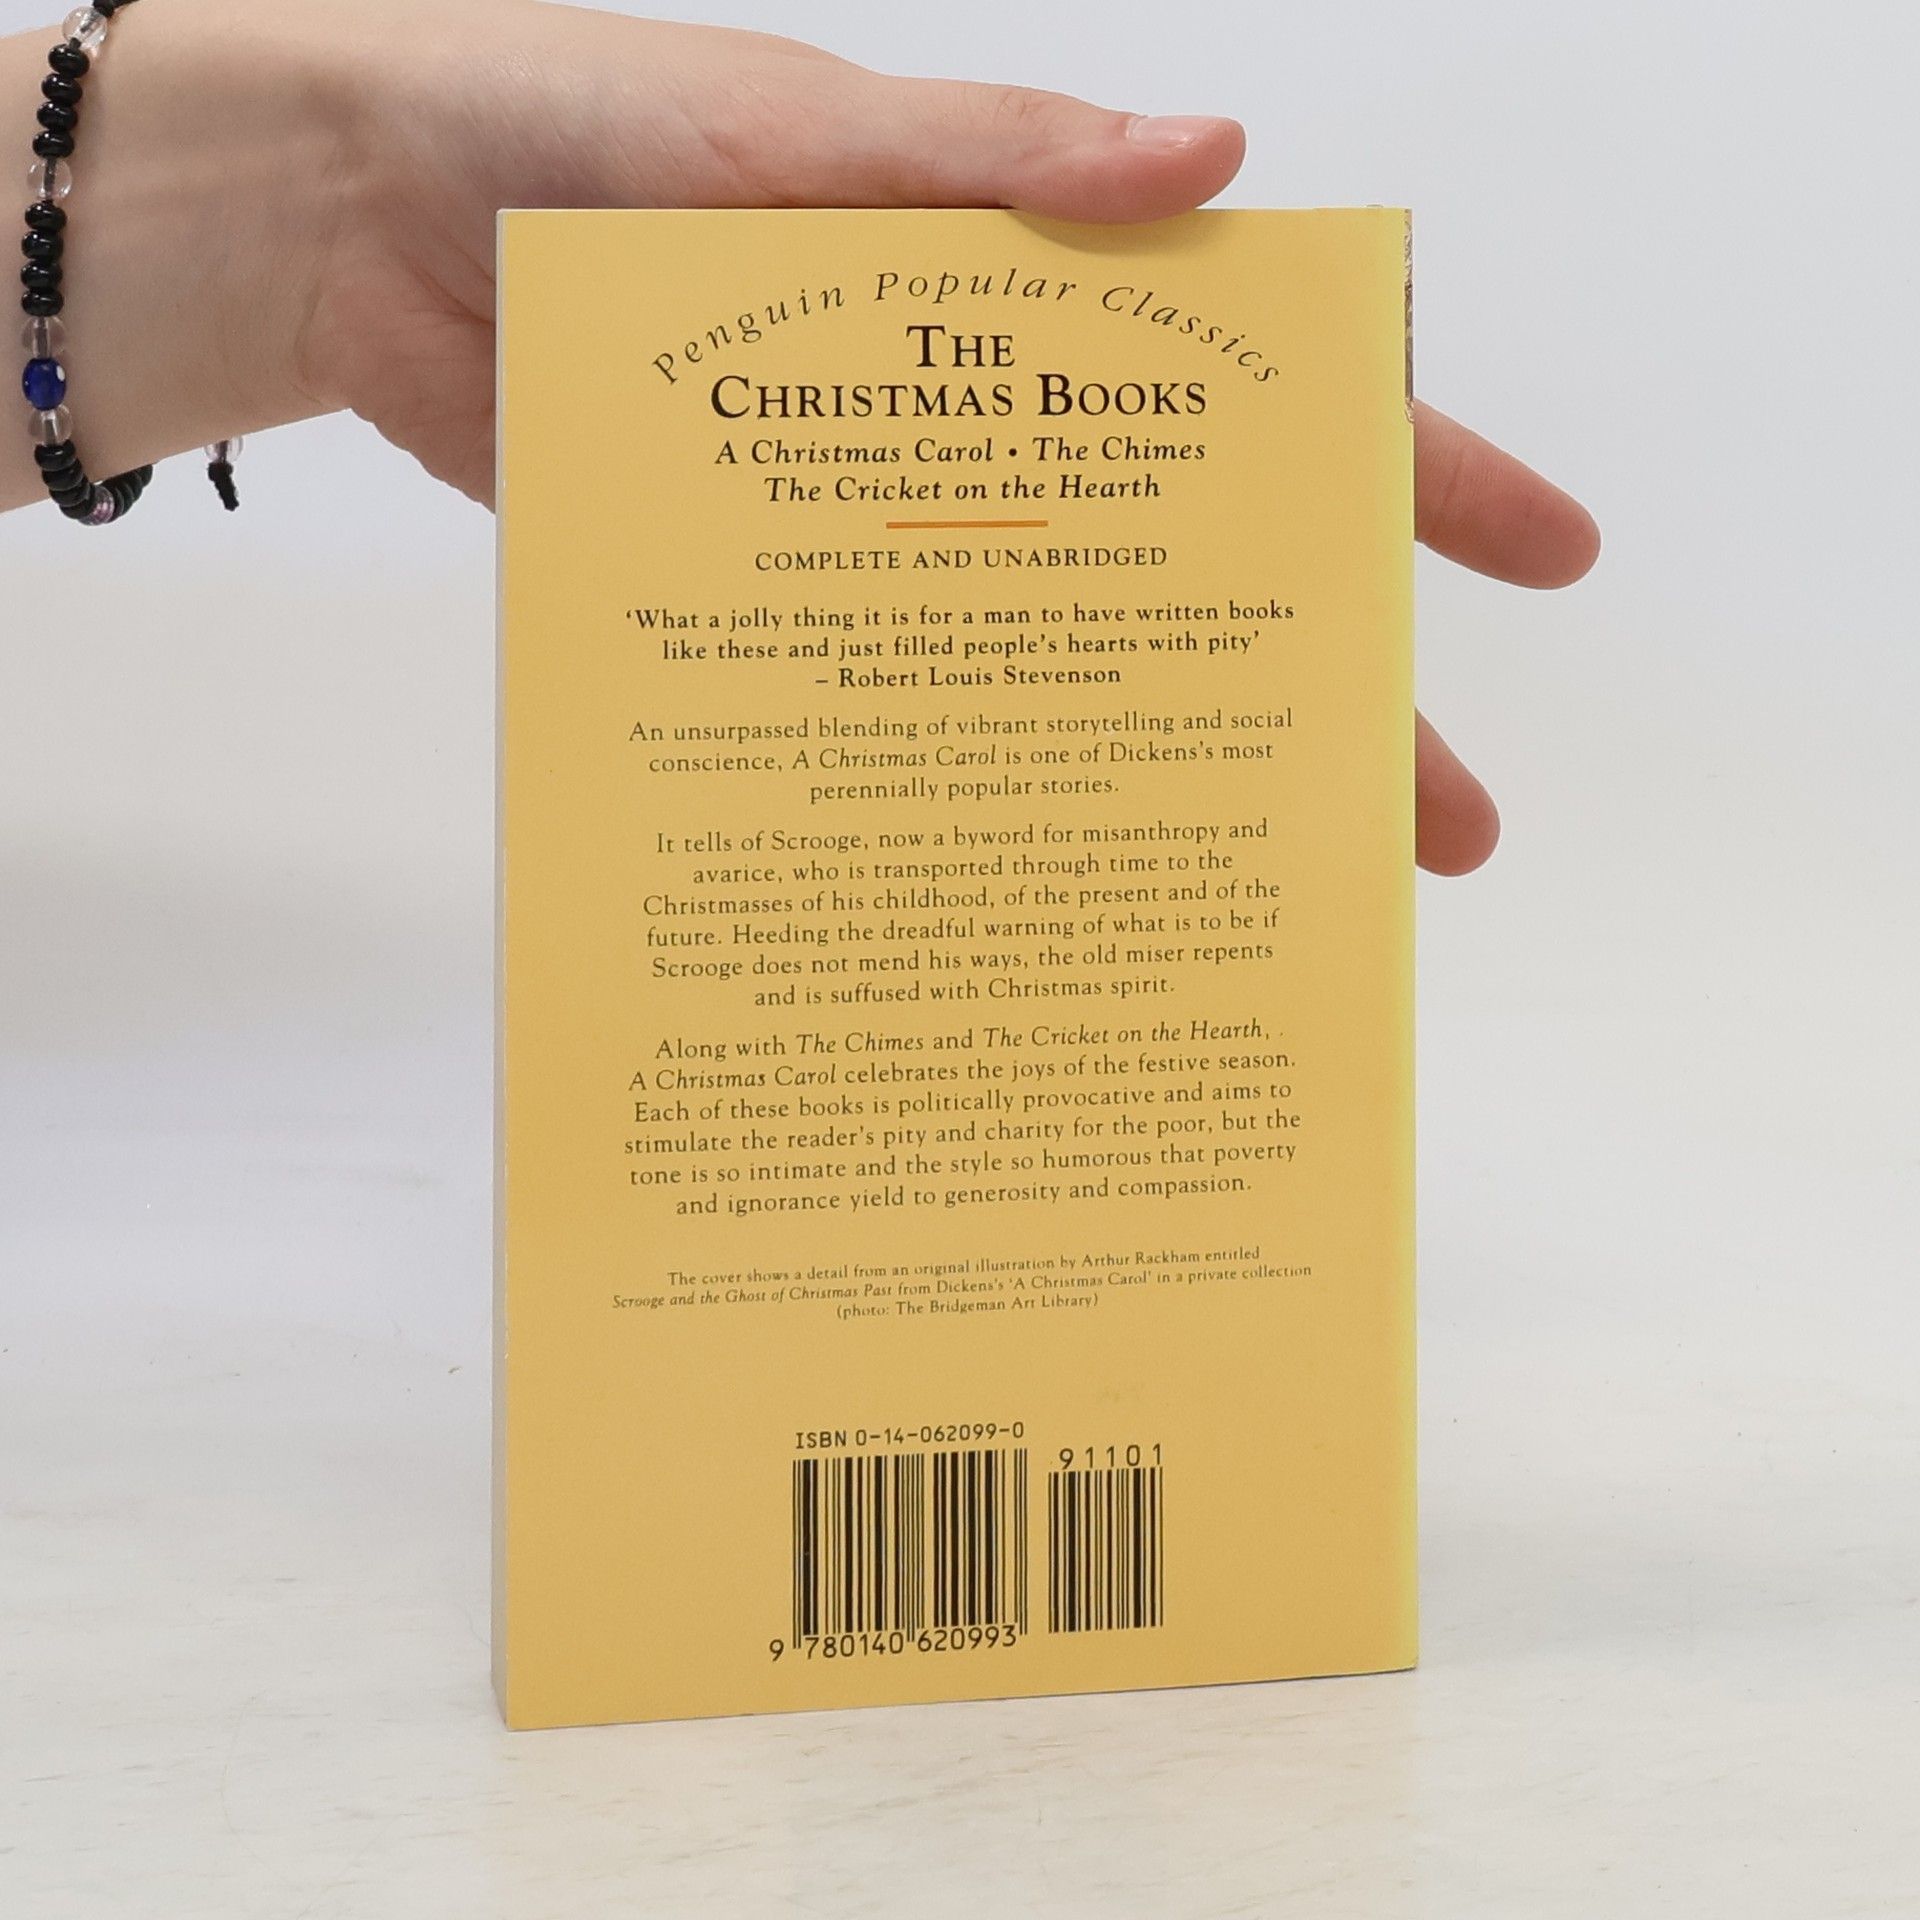 Penguin Popular Classics
THE
CHRISTMAS BOOKS
A Christmas Carol • The Chimes
The Cricket on the Hearth
COMPLETE AND UNABRIDGED
‘What a jolly thing it is for a man to have written books
like these and just filled people’s hearts with pity’
– Robert Louis Stevenson
An unsurpassed blending of vibrant storytelling and social
conscience, A Christmas Carol is one of Dickens’s most
perennially popular stories.
It tells of Scrooge, now a byword for misanthropy and
avarice, who is transported through time to the
Christmasses of his childhood, of the present and of the
future. Heeding the dreadful warning of what is to be if
Scrooge does not mend his ways, the old miser repents
and is suffused with Christmas spirit.
Along with The Chimes and The Cricket on the Hearth,
A Christmas Carol celebrates the joys of the festive season.
Each of these books is politically provocative and aims to
stimulate the reader’s pity and charity for the poor, but the
tone is so intimate and the style so humorous that poverty
and ignorance yield to generosity and compassion.
The cover shows a detail from an original illustration by Arthur Rackham entitled
Scrooge and the Ghost of Christmas Past from Dickens’s ‘A Christmas Carol’ in a private collection
(photo: The Bridgeman Art Library)
ISBN 0-14-062099-0
91101
9 780140 620993